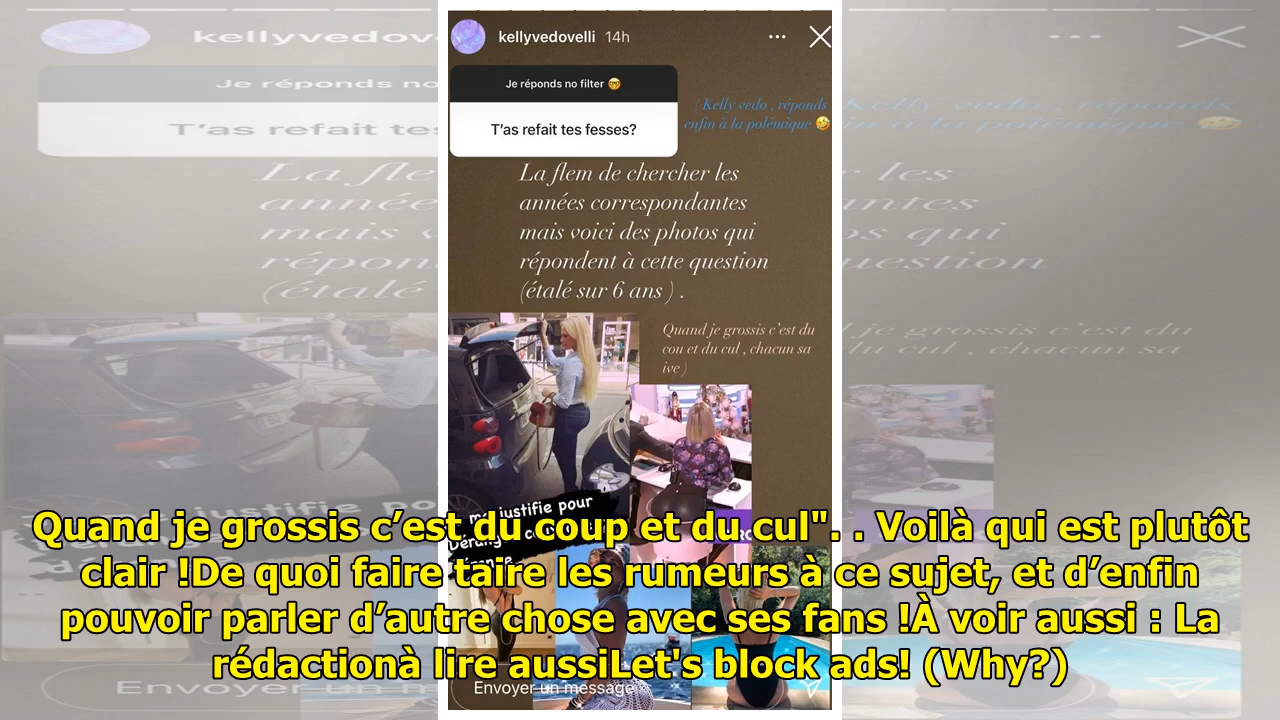 kellyvedovelli 14h
Je réponds no filter 🤓
T'as refait tes fesses?
( Kelly vedo , réponds
enfin à la polémique 🤣
La flem de chercher les
années correspondantes
mais voici des photos qui
répondent à cette question
(étalé sur 6 ans ) .
Quand je grossis c'est du
cou et du cul , chacun sa
ive )
me justifie pour
Quand je grossis c’est du coup et du cul". . Voilà qui est plutôt
clair !De quoi faire taire les rumeurs à ce sujet, et d’enfin
pouvoir parler d’autre chose avec ses fans !À voir aussi : La
rédactionà lire aussiLet's block ads! (Why?)
Envoyer un message